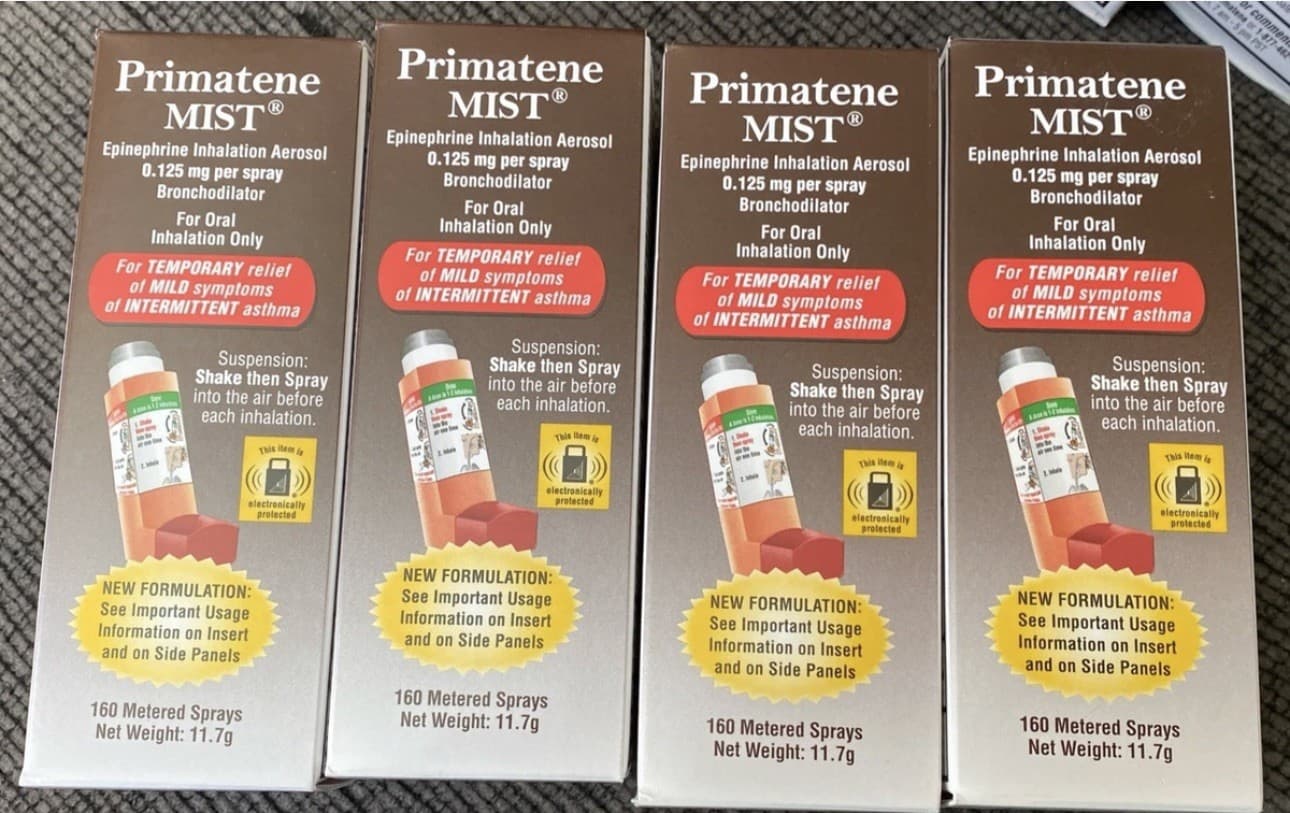 Primatene
MIST®
Epinephrine Inhalation Aerosol
0.125 mg per spray
Bronchodilator
For Oral
Inhalation Only
For TEMPORARY relief
of MILD symptoms
of INTERMITTENT asthma
Suspension:
Shake then Spray
into the air before
each inhalation.
This item is
electronically
protected
NEW FORMULATION:
See Important Usage
Information on Insert
and on Side Panels
160 Metered Sprays
Net Weight: 11.7g
Primatene
MIST®
Epinephrine Inhalation Aerosol
0.125 mg per spray
Bronchodilator
For Oral
Inhalation Only
For TEMPORARY relief
of MILD symptoms
of INTERMITTENT asthma
Suspension:
Shake then Spray
into the air before
each inhalation.
1. Shake
then spray
into the
air one time
2. Inhale
This item is
electronically
protected
NEW FORMULATION:
See Important Usage
Information on Insert
and on Side Panels
160 Metered Sprays
Net Weight: 11.7g
Primatene
MIST®
Epinephrine Inhalation Aerosol
0.125 mg per spray
Bronchodilator
For Oral
Inhalation Only
For TEMPORARY relief
of MILD symptoms
of INTERMITTENT asthma
Suspension:
Shake then Spray
into the air before
each inhalation.
This item is
electronically
protected
NEW FORMULATION:
See Important Usage
Information on Insert
and on Side Panels
160 Metered Sprays
Net Weight: 11.7g
Primatene
MIST®
Epinephrine Inhalation Aerosol
0.125 mg per spray
Bronchodilator
For Oral
Inhalation Only
For TEMPORARY relief
of MILD symptoms
of INTERMITTENT asthma
Suspension:
Shake then Spray
into the air before
each inhalation.
This item is
electronically
protected
NEW FORMULATION:
See Important Usage
Information on Insert
and on Side Panels
160 Metered Sprays
Net Weight: 11.7g